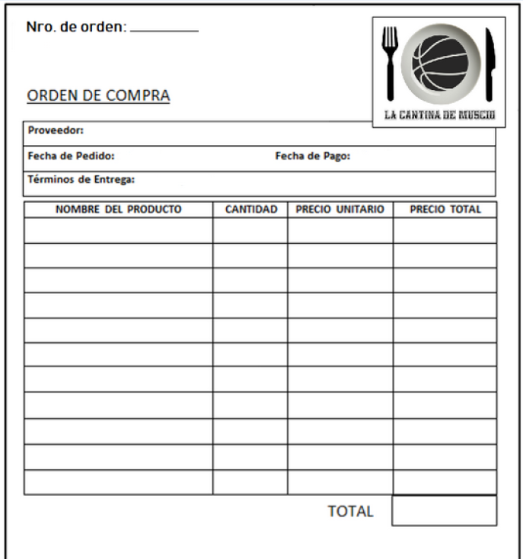 Nro. de orden: ________
LA CANTINA DE MUSCIO
ORDEN DE COMPRA
Proveedor:
Fecha de Pedido: Fecha de Pago:
Términos de Entrega:
NOMBRE DEL PRODUCTO CANTIDAD PRECIO UNITARIO PRECIO TOTAL
TOTAL